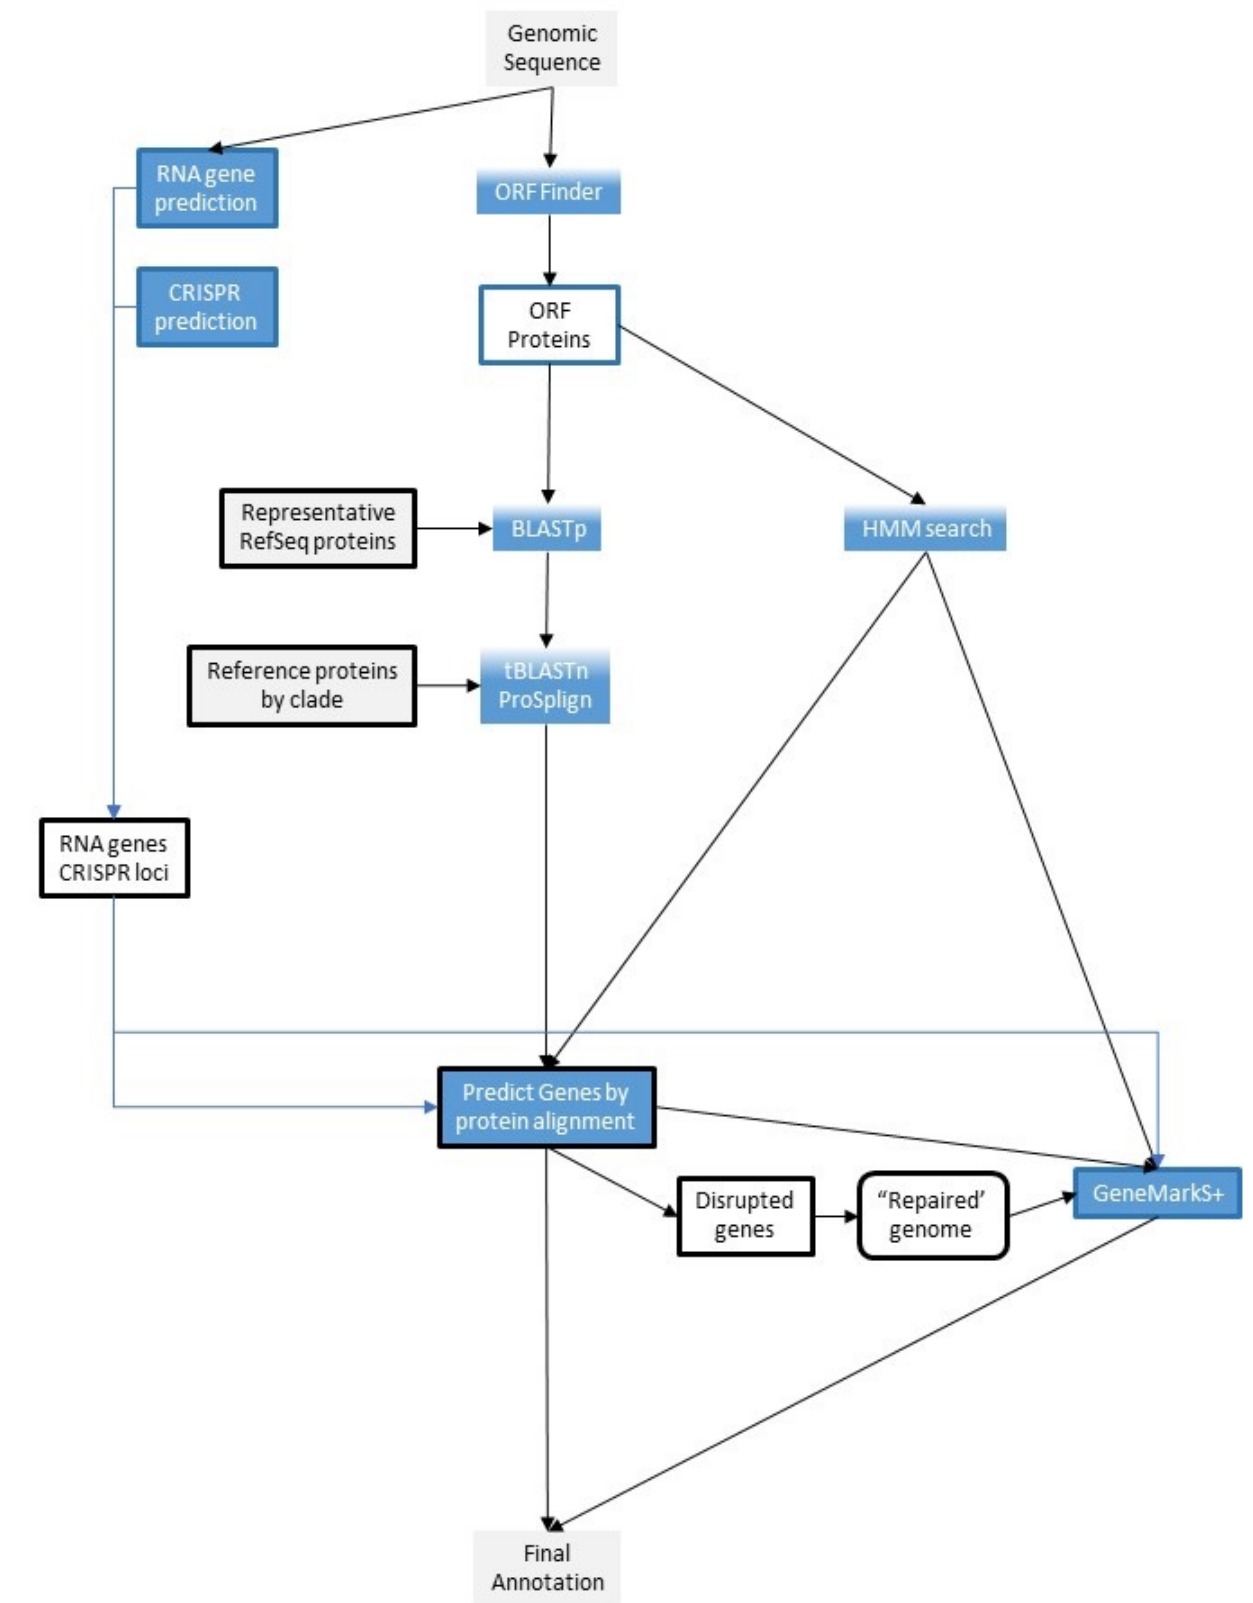 Genomic
Sequence
RNA gene
prediction
ORF Finder
CRISPR
prediction
ORF
Proteins
Representative
RefSeq proteins
BLASTp
HMM search
Reference proteins
by clade
tBLASTn
ProSplign
RNA genes
CRISPR loci
Predict Genes by
protein alignment
Disrupted
genes
“Repaired’
genome
GeneMarkS+
Final
Annotation